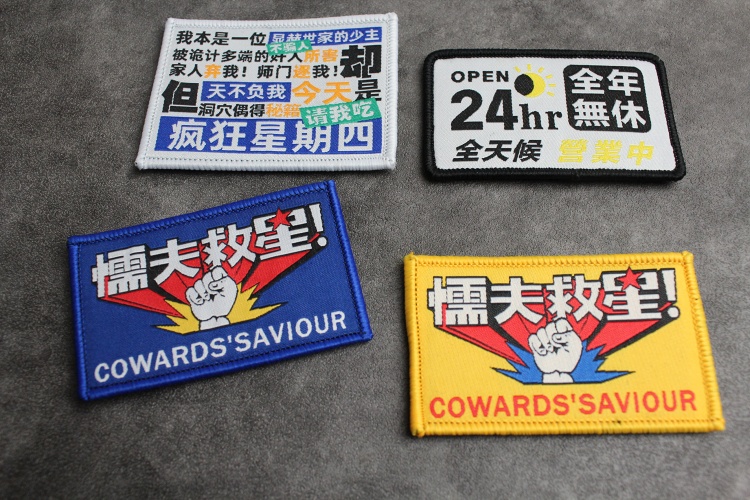 我本是一位 显赫世家的少主
不骗人
被诡计多端的奸人所害
家人弃我！师门逐我！却
但 天不负我 今天是
洞穴偶得秘籍 请我吃
疯狂星期四
OPEN
24hr
全年
無休
全天候 營業中
懦夫救星!
COWARDS'SAVIOUR
懦夫救星!
COWARDS'SAVIOUR